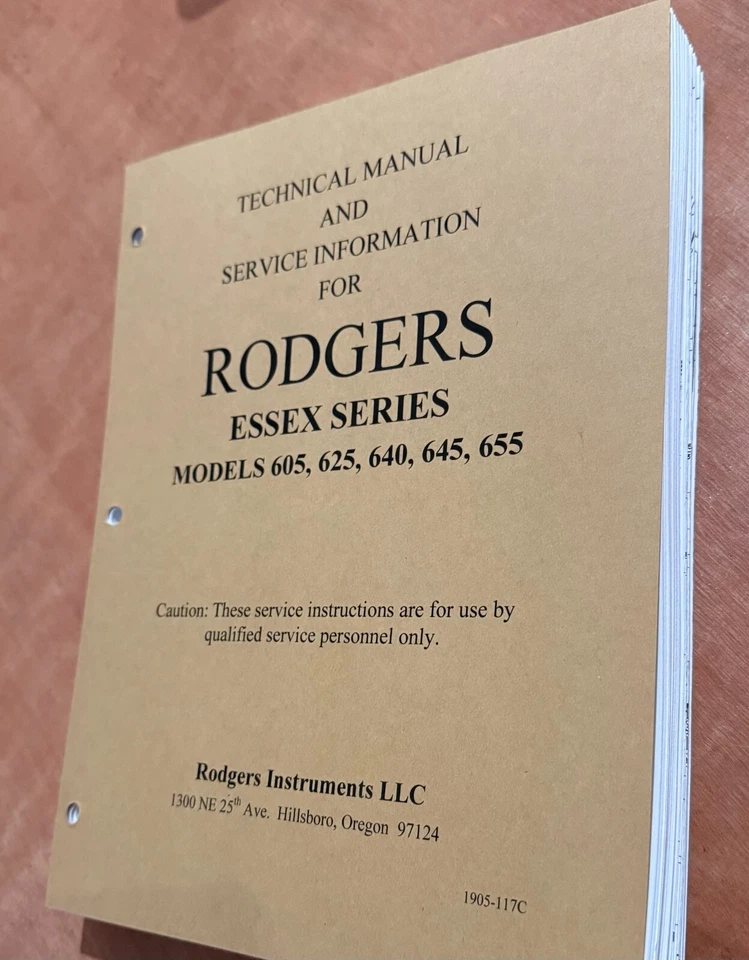 TECHNICAL MANUAL
AND
SERVICE INFORMATION
FOR
RODGERS
ESSEX SERIES
MODELS 605, 625, 640, 645, 655
Caution: These service instructions are for use by
qualified service personnel only.
Rodgers Instruments LLC
1300 NE 25th Ave. Hillsboro, Oregon 97124
1905-117C